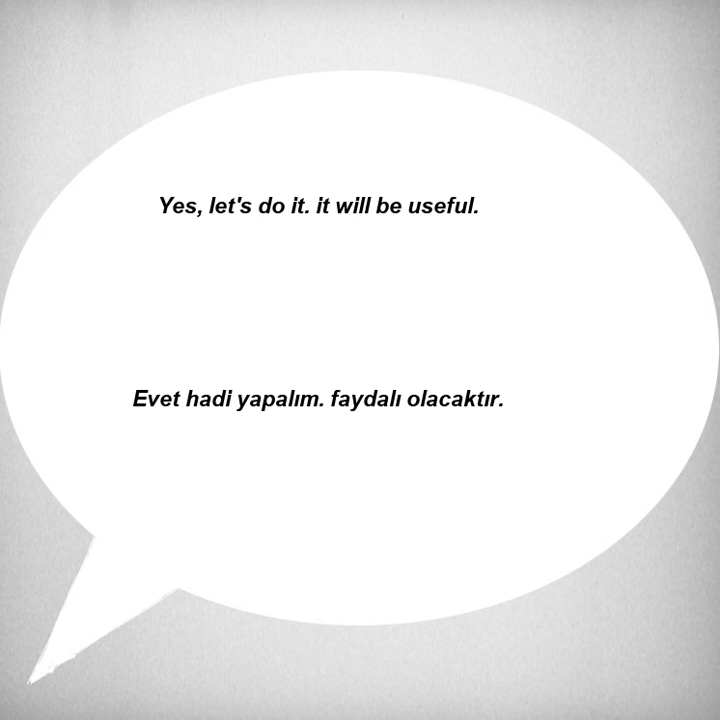 Yes, let's do it. it will be useful.
Evet hadi yapalım. faydalı olacaktır.